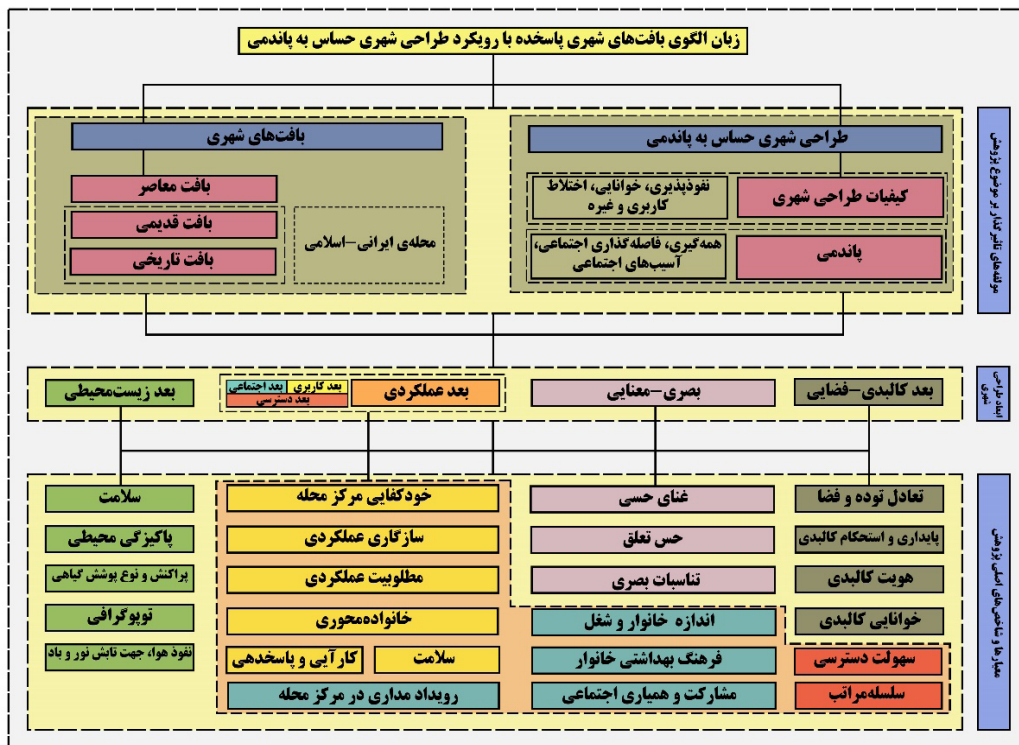 زبان الگوی بافت‌های شهری پاسخده با رویکرد طراحی شهری حساس به پاندمی
مولفه‌های تاثیر گذار بر موضوع پژوهش
طراحی شهری حساس به پاندمی
کیفیات طراحی شهری
نفوذپذیری، خوانایی، اختلاط
کاربری و غیره
پاندمی
همه‌گیری، فاصله‌گذاری اجتماعی،
آسیب‌های اجتماعی
بافت‌های شهری
بافت معاصر
بافت قدیمی
بافت تاریخی
محله‌ی ایرانی-اسلامی
ابعاد طراحی
شهری
بعد کالبدی-فضایی
بصری-معنایی
بعد عملکردی
بعد کاربری
بعد اجتماعی
بعد دسترسی
بعد زیست‌محیطی
معیارها و شاخص‌های اصلی پژوهش
تعادل توده و فضا
پایداری و استحکام کالبدی
هویت کالبدی
خوانایی کالبدی
سهولت دسترسی
سلسله‌مراتب
غنای حسی
حس تعلق
تناسبات بصری
اندازه خانوار و شغل
فرهنگ بهداشتی خانوار
مشارکت و همیاری اجتماعی
خودکفایی مرکز محله
سازگاری عملکردی
مطلوبیت عملکردی
خانواده‌محوری
سلامت
کارآیی و پاسخدهی
رویداد مداری در مرکز محله
سلامت
پاکیزگی محیطی
پراکنش و نوع پوشش گیاهی
توپوگرافی
نفوذ هوا، جهت تابش نور و باد